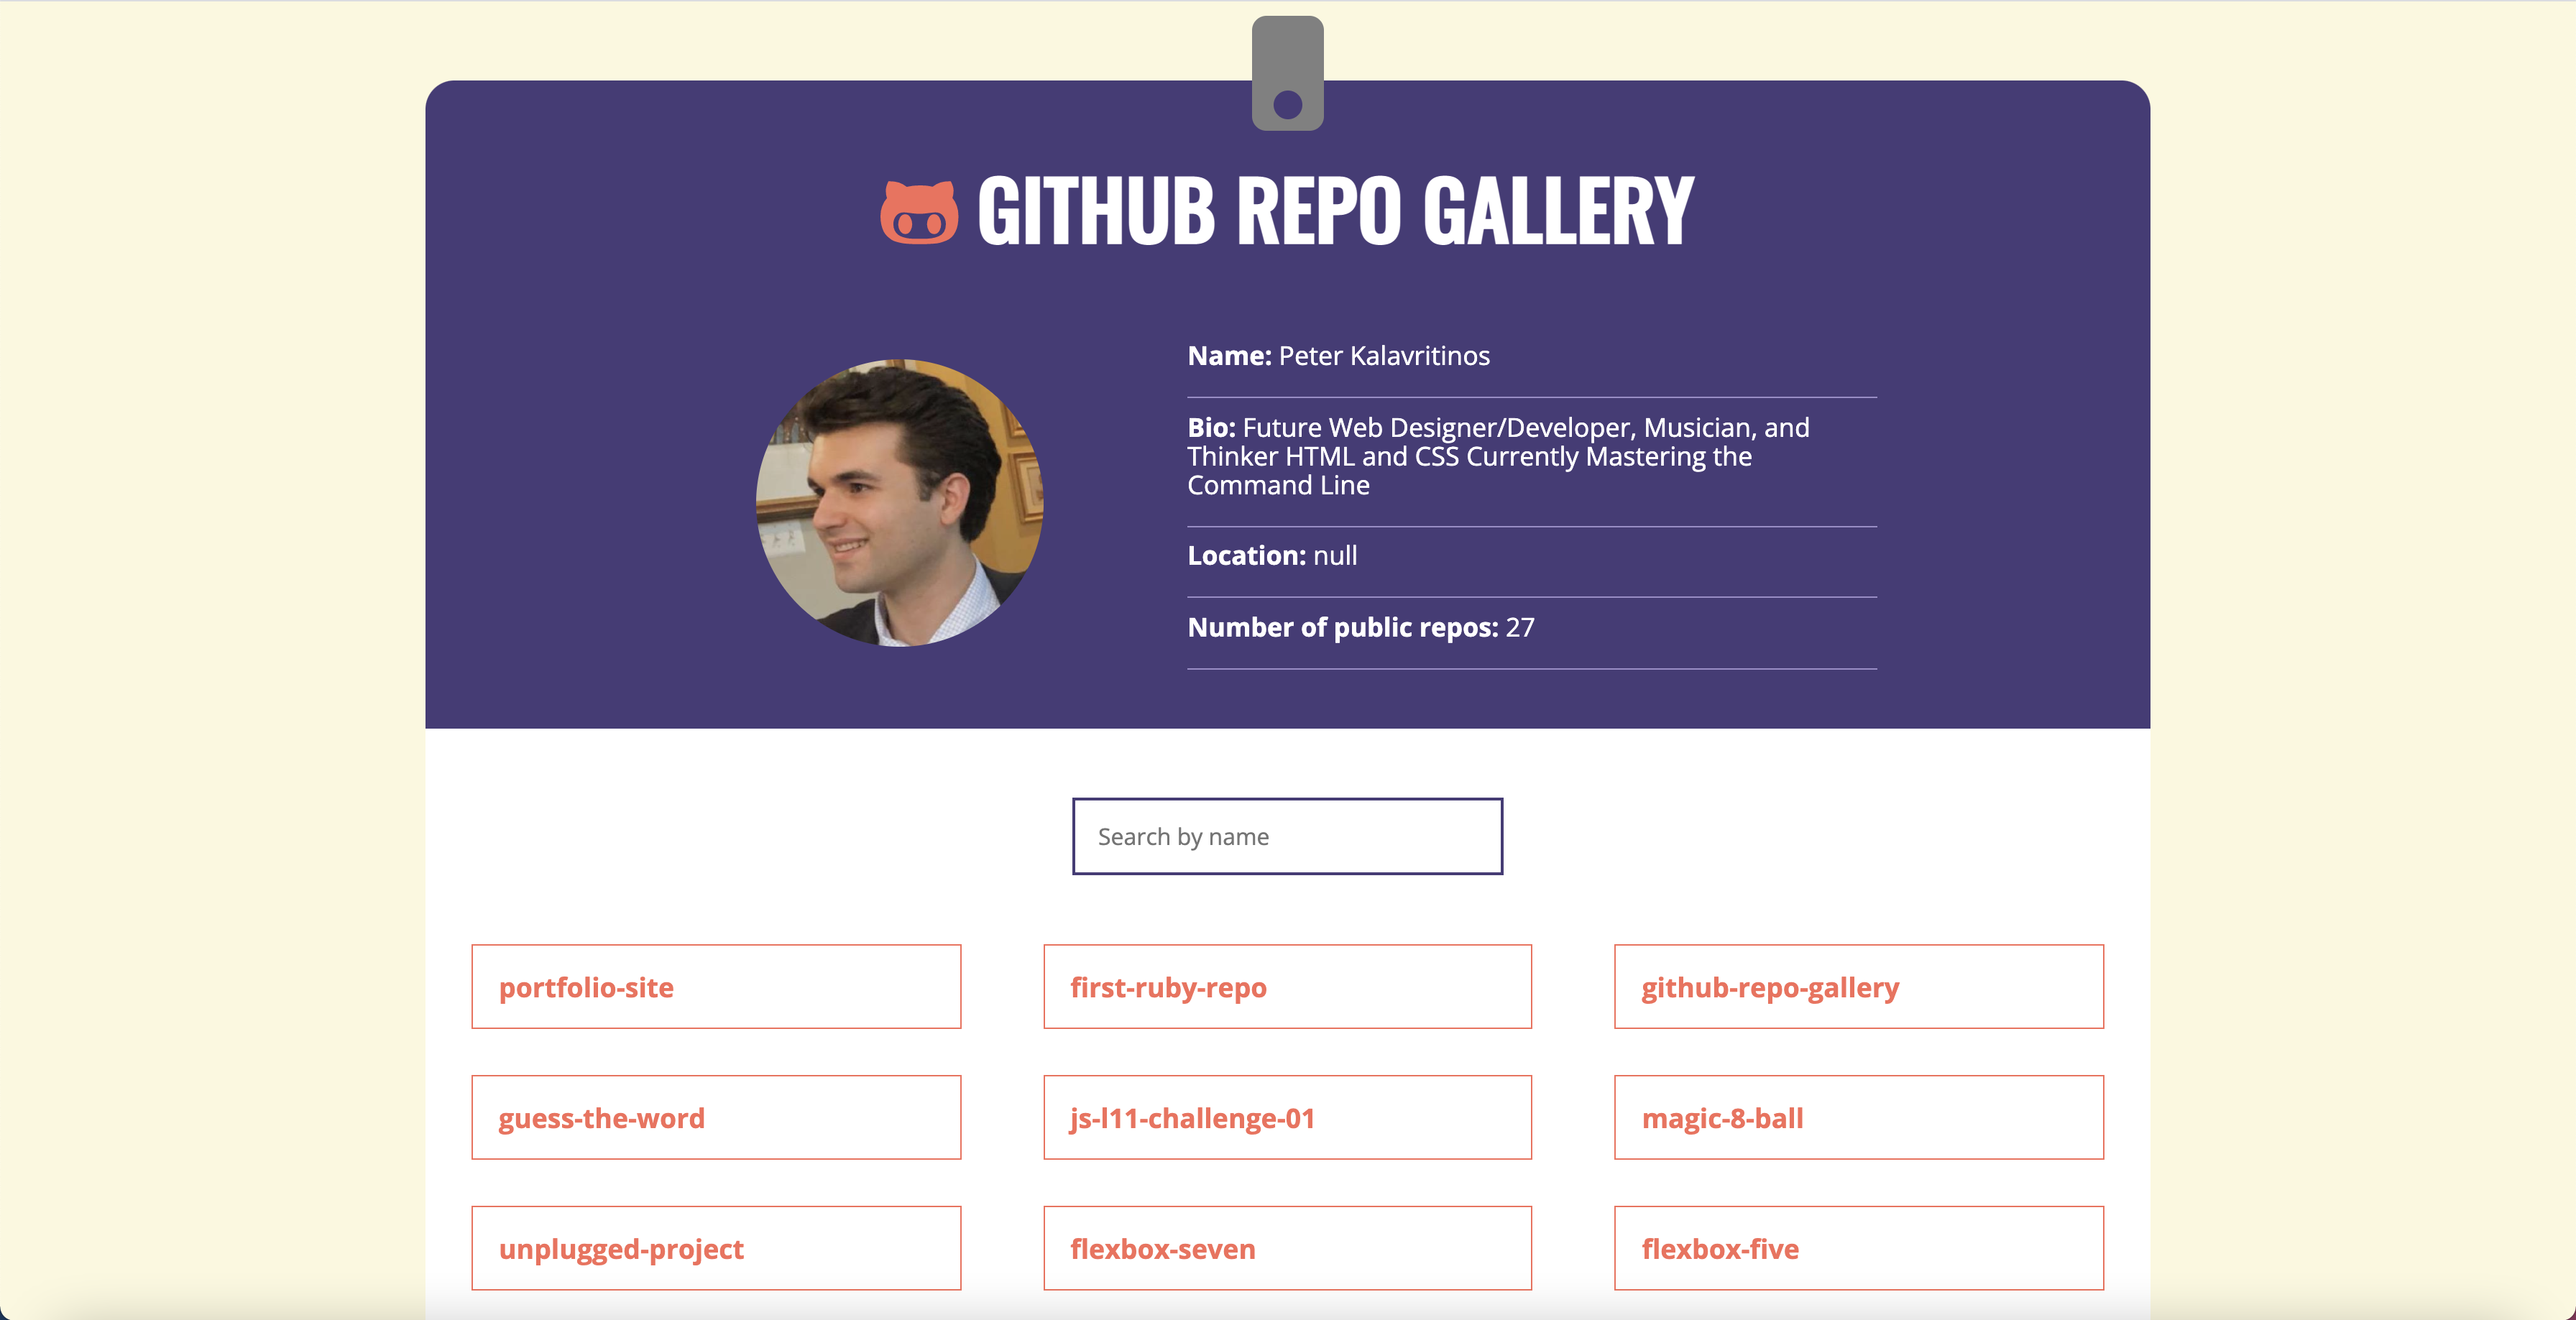 GITHUB REPO GALLERY
Name: Peter Kalavritinos
Bio: Future Web Designer/Developer, Musician, and
Thinker HTML and CSS Currently Mastering the
Command Line
Location: null
Number of public repos: 27
Search by name
portfolio-site
first-ruby-repo
github-repo-gallery
guess-the-word
js-l11-challenge-01
magic-8-ball
unplugged-project
flexbox-seven
flexbox-five